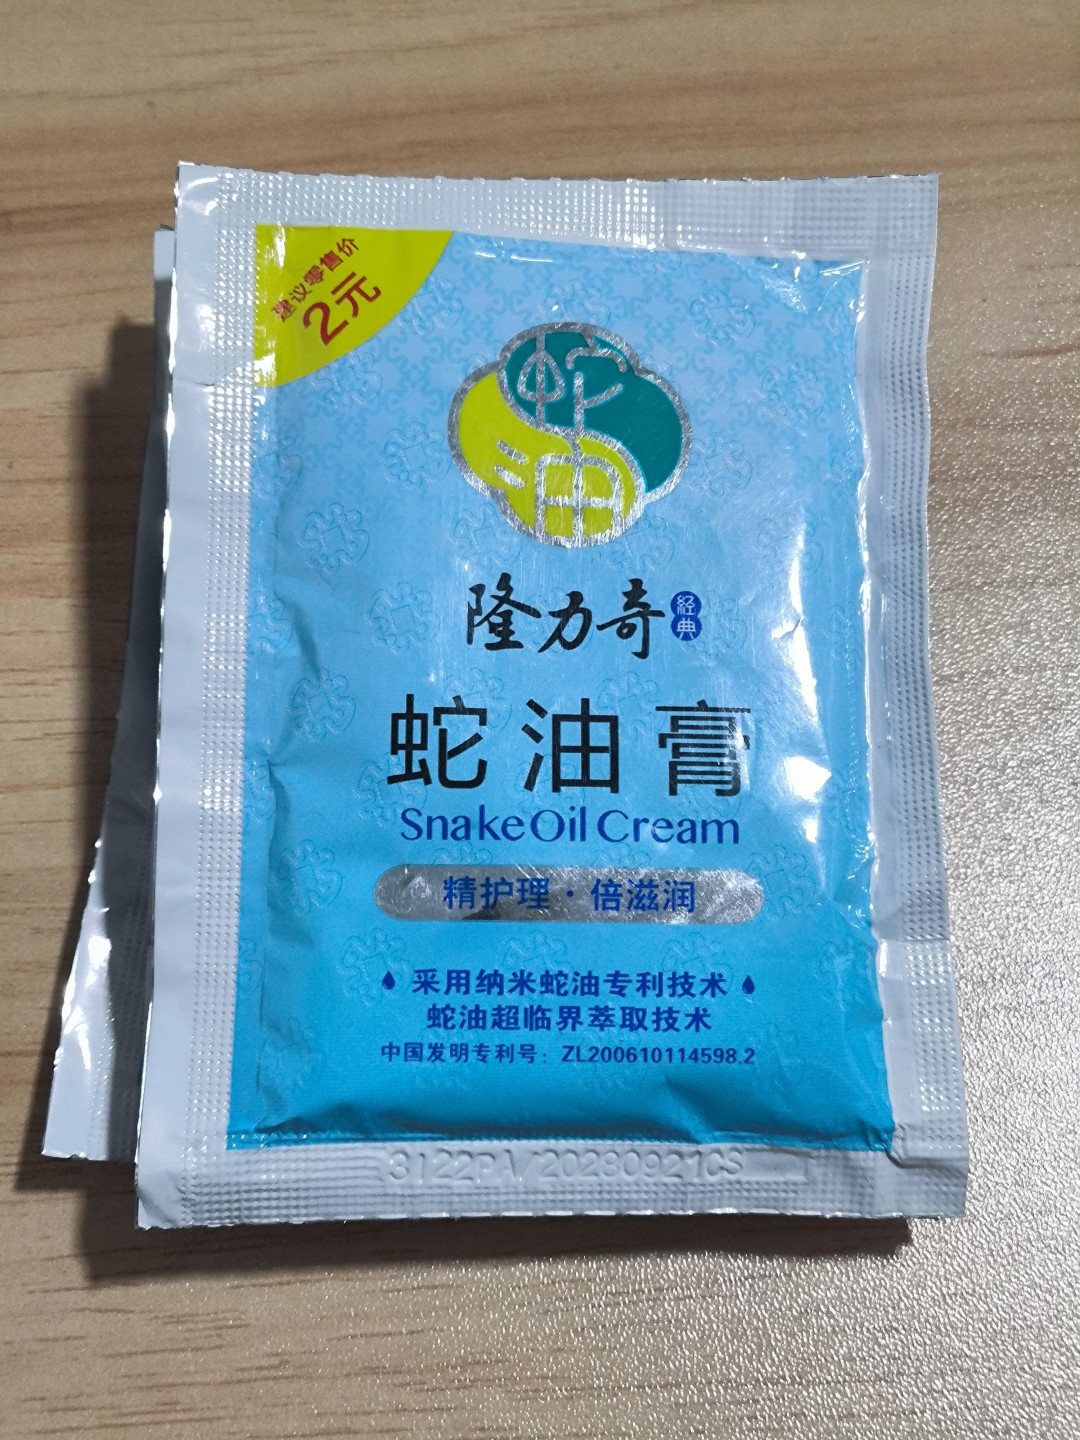 建议零售价
2元
蛇油
隆力奇 经典
蛇油膏
Snake Oil Cream
精护理·倍滋润
采用纳米蛇油专利技术
蛇油超临界萃取技术
中国发明专利号：ZL200610114598.2
3122PA/20280921CS